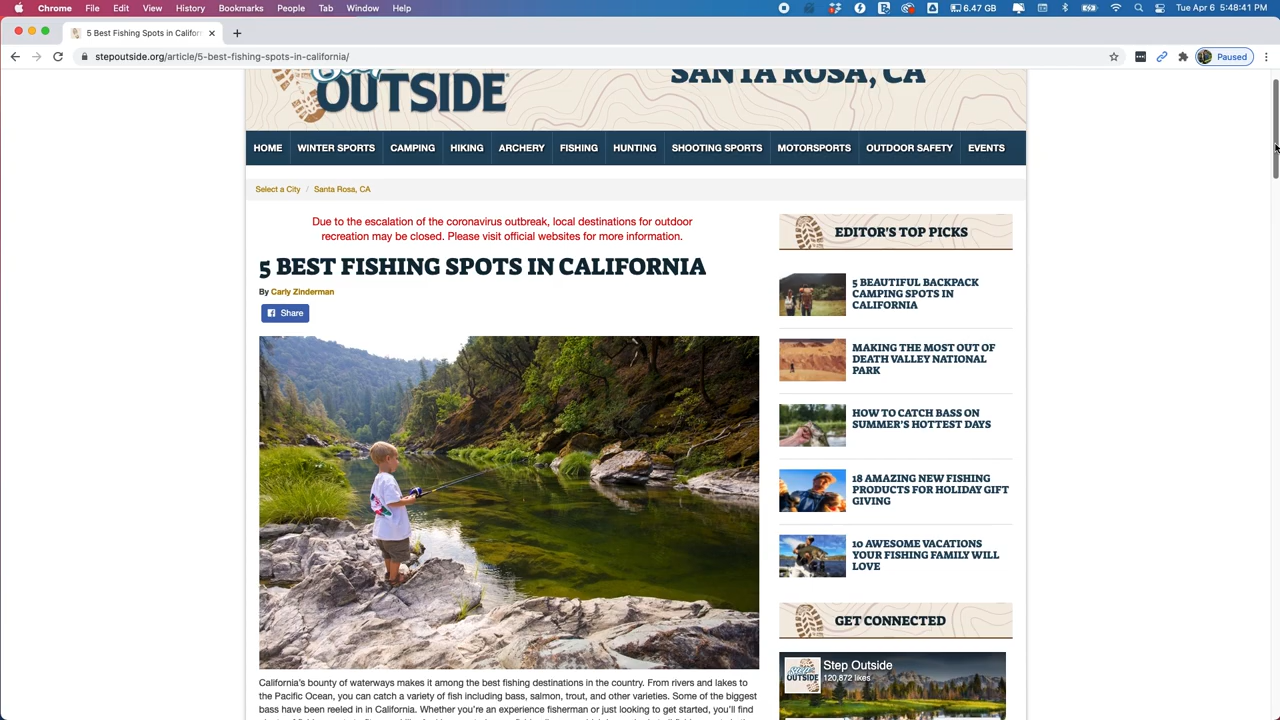 Chrome File Edit View History Bookmarks People Tab Window Help
6.47 GB
Tue Apr 6 5:48:41 PM
5 Best Fishing Spots in Californ
stepoutside.org/article/5-best-fishing-spots-in-california/
Paused
Step
OUTSIDE
SANTA ROSA, CA
HOME WINTER SPORTS CAMPING HIKING ARCHERY FISHING HUNTING SHOOTING SPORTS MOTORSPORTS OUTDOOR SAFETY EVENTS
Select a City / Santa Rosa, CA
Due to the escalation of the coronavirus outbreak, local destinations for outdoor
recreation may be closed. Please visit official websites for more information.
5 BEST FISHING SPOTS IN CALIFORNIA
By Carly Zinderman
Share
California's bounty of waterways makes it among the best fishing destinations in the country. From rivers and lakes to
the Pacific Ocean, you can catch a variety of fish including bass, salmon, trout, and other varieties. Some of the biggest
bass have been reeled in in California. Whether you're an experience fisherman or just looking to get started, you'll find
EDITOR'S TOP PICKS
5 BEAUTIFUL BACKPACK
CAMPING SPOTS IN
CALIFORNIA
MAKING THE MOST OUT OF
DEATH VALLEY NATIONAL
PARK
HOW TO CATCH BASS ON
SUMMER'S HOTTEST DAYS
18 AMAZING NEW FISHING
PRODUCTS FOR HOLIDAY GIFT
GIVING
10 AWESOME VACATIONS
YOUR FISHING FAMILY WILL
LOVE
GET CONNECTED
Step
OUTSIDE
Step Outside
120,872 likes